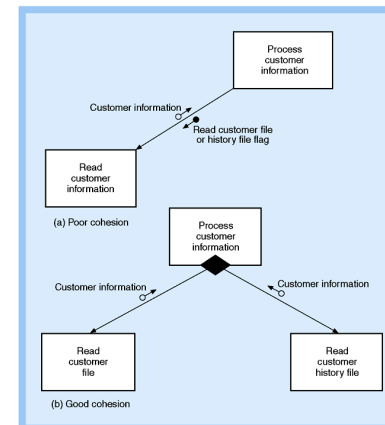 Process
customer
information
Customer information
Read customer file
or history file flag
Read
customer
information
(a) Poor cohesion
Process
customer
information
Customer information
Customer information
Read
customer
file
Read
customer
history file
(b) Good cohesion